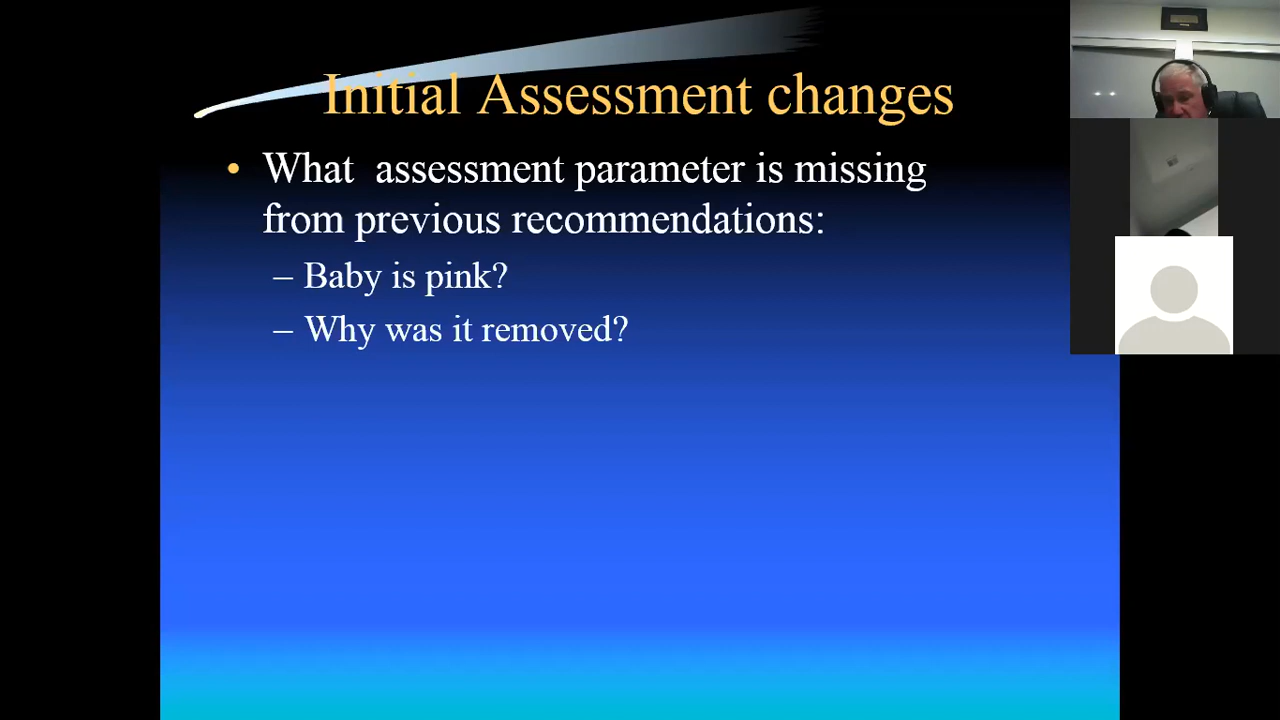 Initial Assessment changes
• What assessment parameter is missing
from previous recommendations:
– Baby is pink?
– Why was it removed?